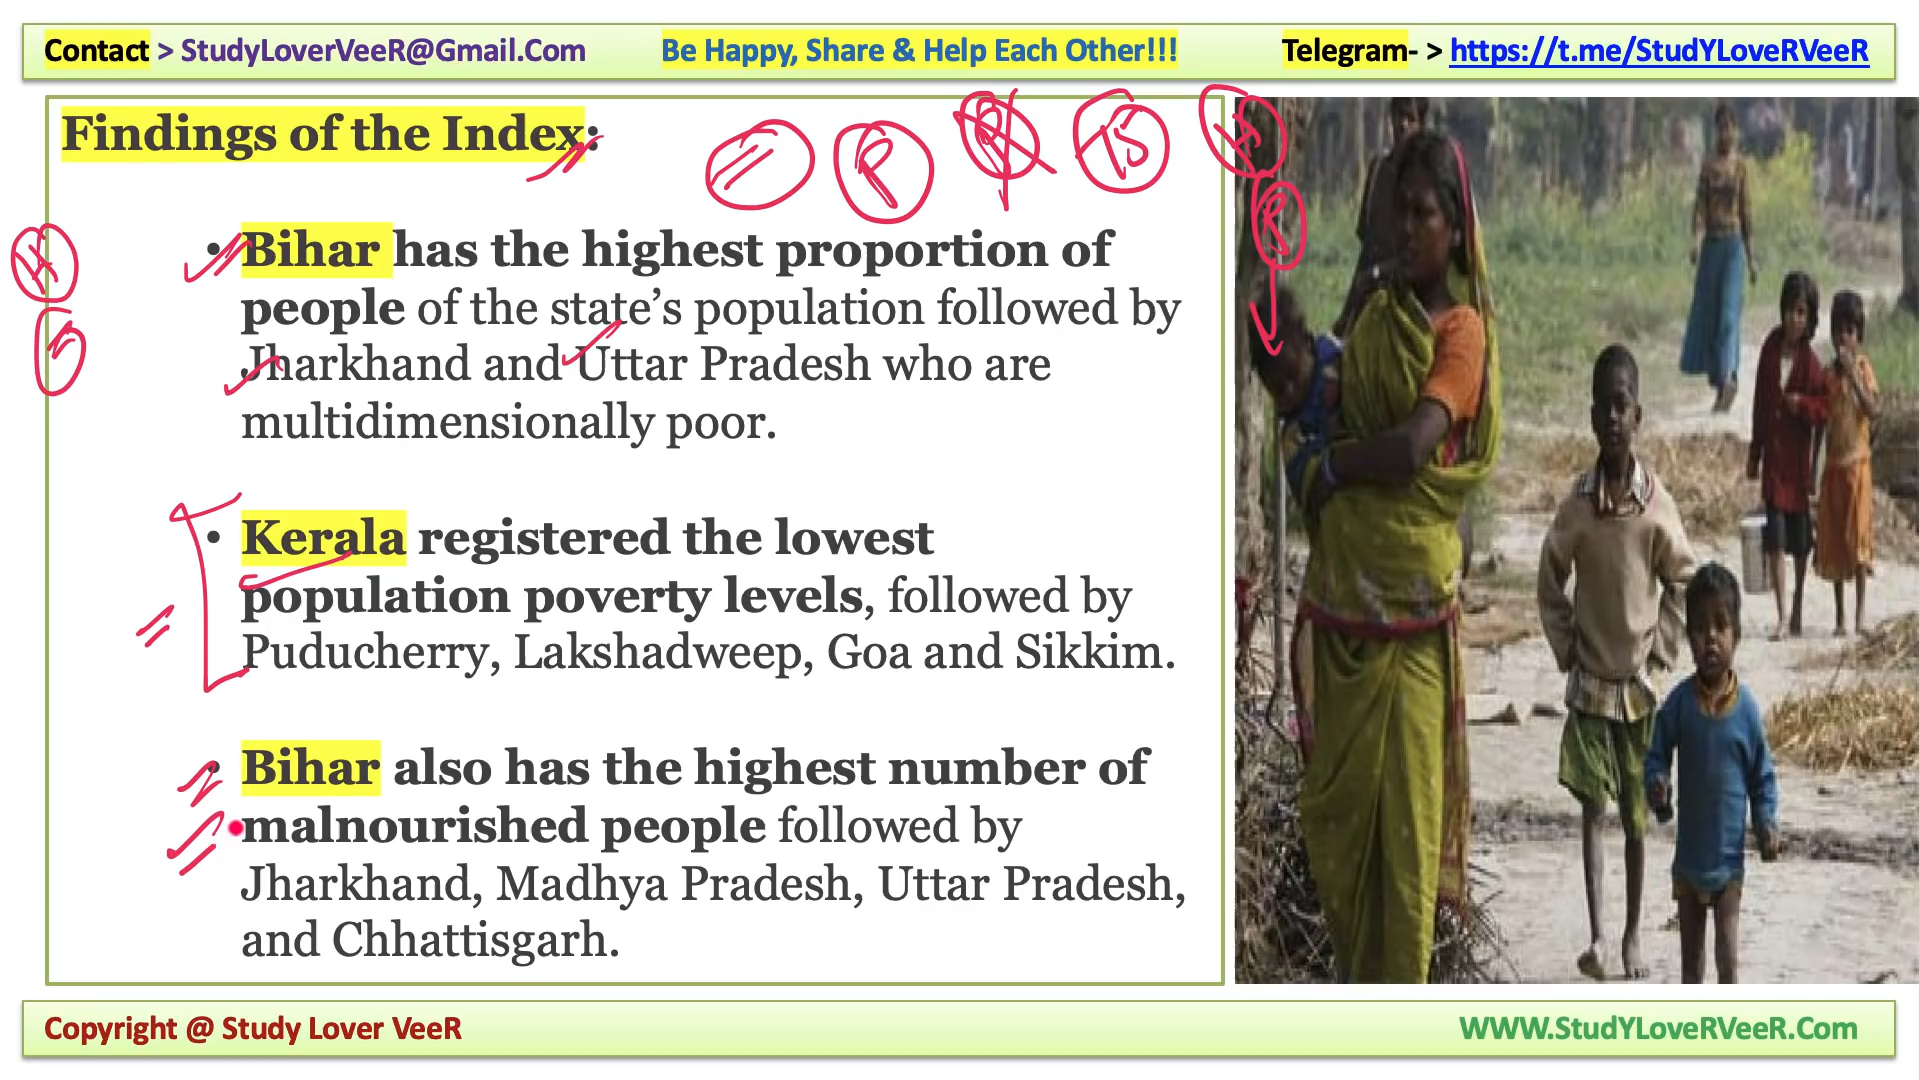 Contact > StudyLoverVeeR@Gmail.Com Be Happy, Share & Help Each Other!!! Telegram- > https://t.me/StudYLoveRVeeR
Findings of the Index:
• Bihar has the highest proportion of
people of the state’s population followed by
Jharkhand and Uttar Pradesh who are
multidimensionally poor.
• Kerala registered the lowest
population poverty levels, followed by
Puducherry, Lakshadweep, Goa and Sikkim.
• Bihar also has the highest number of
malnourished people followed by
Jharkhand, Madhya Pradesh, Uttar Pradesh,
and Chhattisgarh.
Copyright @ Study Lover VeeR WWW.StudYLoveRVeeR.Com